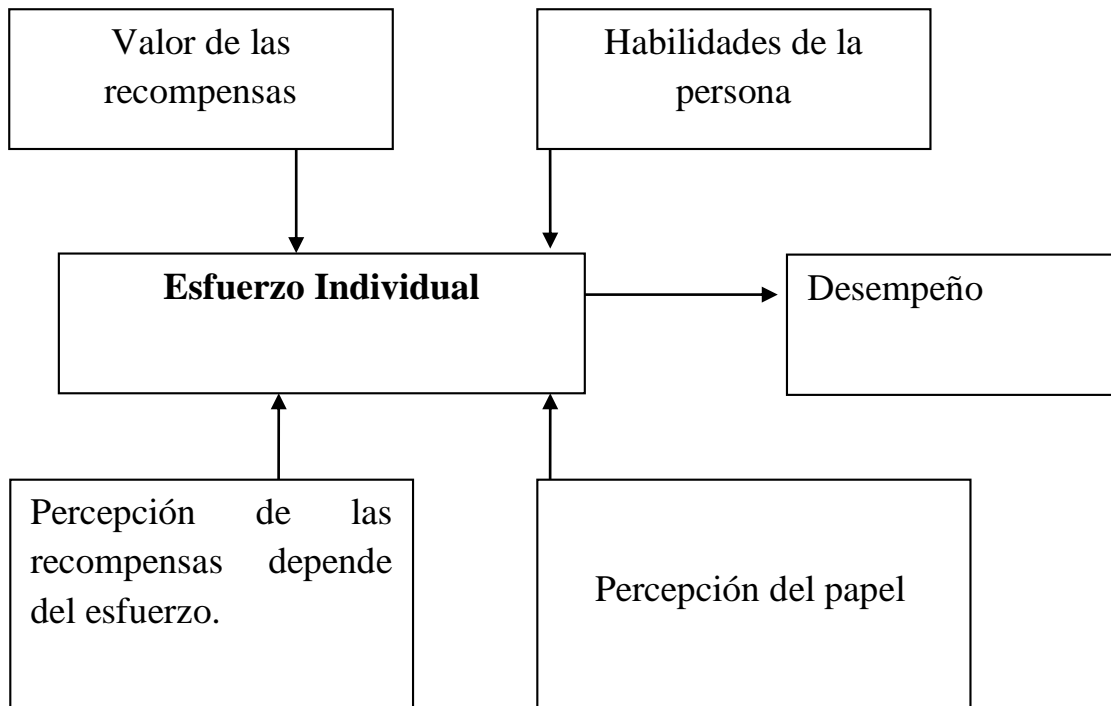 Valor de las
recompensas
Habilidades de la
persona
Esfuerzo Individual
Desempeño
Percepción de las
recompensas depende
del esfuerzo.
Percepción del papel